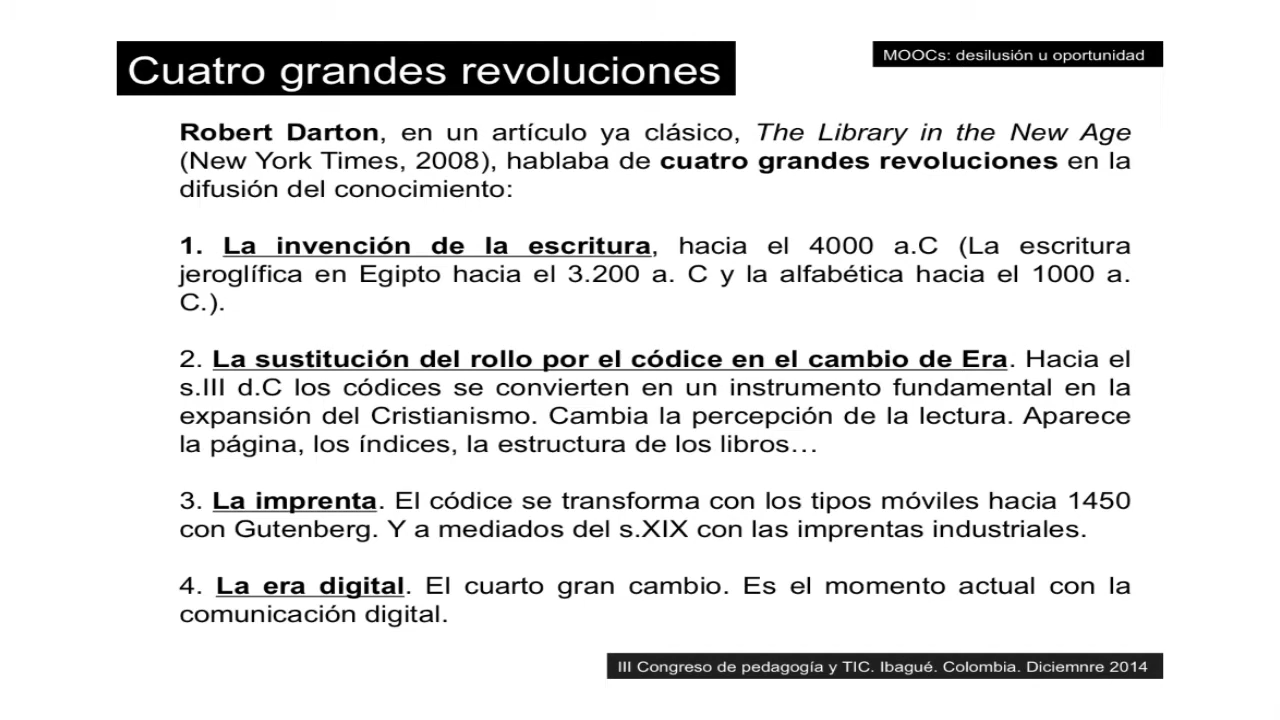 Cuatro grandes revoluciones
MOOCs: desilusión u oportunidad
Robert Darton, en un artículo ya clásico, The Library in the New Age
(New York Times, 2008), hablaba de cuatro grandes revoluciones en la
difusión del conocimiento:
1. La invención de la escritura, hacia el 4000 a.C (La escritura
jeroglífica en Egipto hacia el 3.200 a. C y la alfabética hacia el 1000 a.
C.).
2. La sustitución del rollo por el códice en el cambio de Era. Hacia el
s.III d.C los códices se convierten en un instrumento fundamental en la
expansión del Cristianismo. Cambia la percepción de la lectura. Aparece
la página, los índices, la estructura de los libros…
3. La imprenta. El códice se transforma con los tipos móviles hacia 1450
con Gutenberg. Y a mediados del s.XIX con las imprentas industriales.
4. La era digital. El cuarto gran cambio. Es el momento actual con la
comunicación digital.
III Congreso de pedagogía y TIC. Ibagué. Colombia. Diciemnre 2014